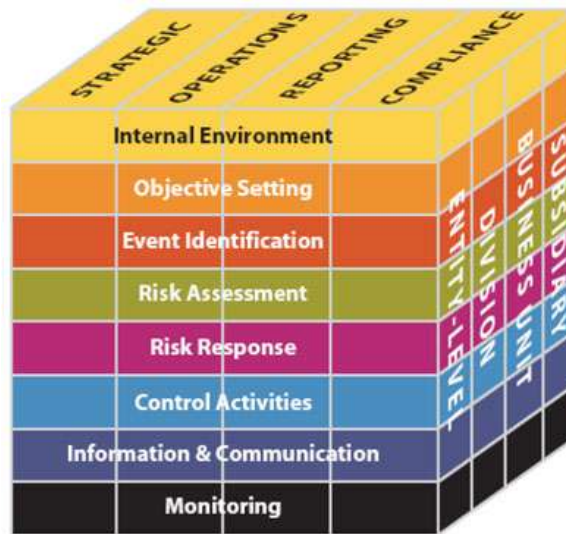 STRATEGIC
OPERATIONS
REPORTING
COMPLIANCE
Internal Environment
Objective Setting
Event Identification
Risk Assessment
Risk Response
Control Activities
Information & Communication
Monitoring
ENTITY-LEVEL
DIVISION
BUSINESS UNIT
SUBSIDIARY